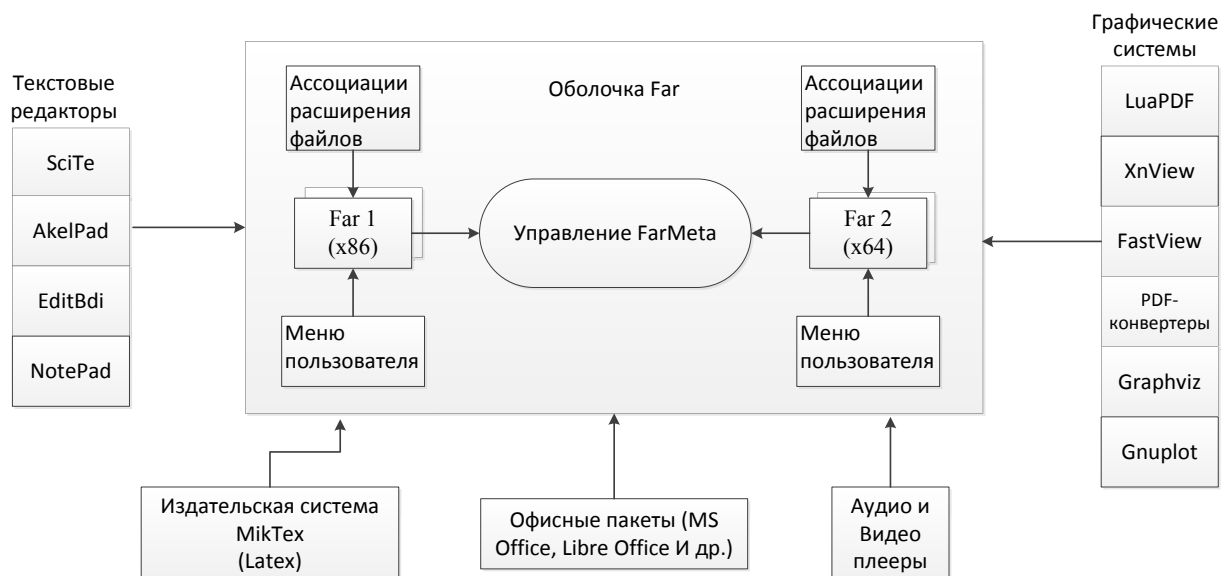 Текстовые
редакторы
SciTe
AkelPad
EditBdi
NotePad
Оболочка Far
Ассоциации
расширения
файлов
Far 1
(x86)
Меню
пользователя
Управление FarMeta
Ассоциации
расширения
файлов
Far 2
(x64)
Меню
пользователя
Графические
системы
LuaPDF
XnView
FastView
PDF-
конвертеры
Graphviz
Gnuplot
Издательская система
MikTex
(Latex)
Офисные пакеты (MS
Office, Libre Office И др.)
Аудио и
Видео
плееры